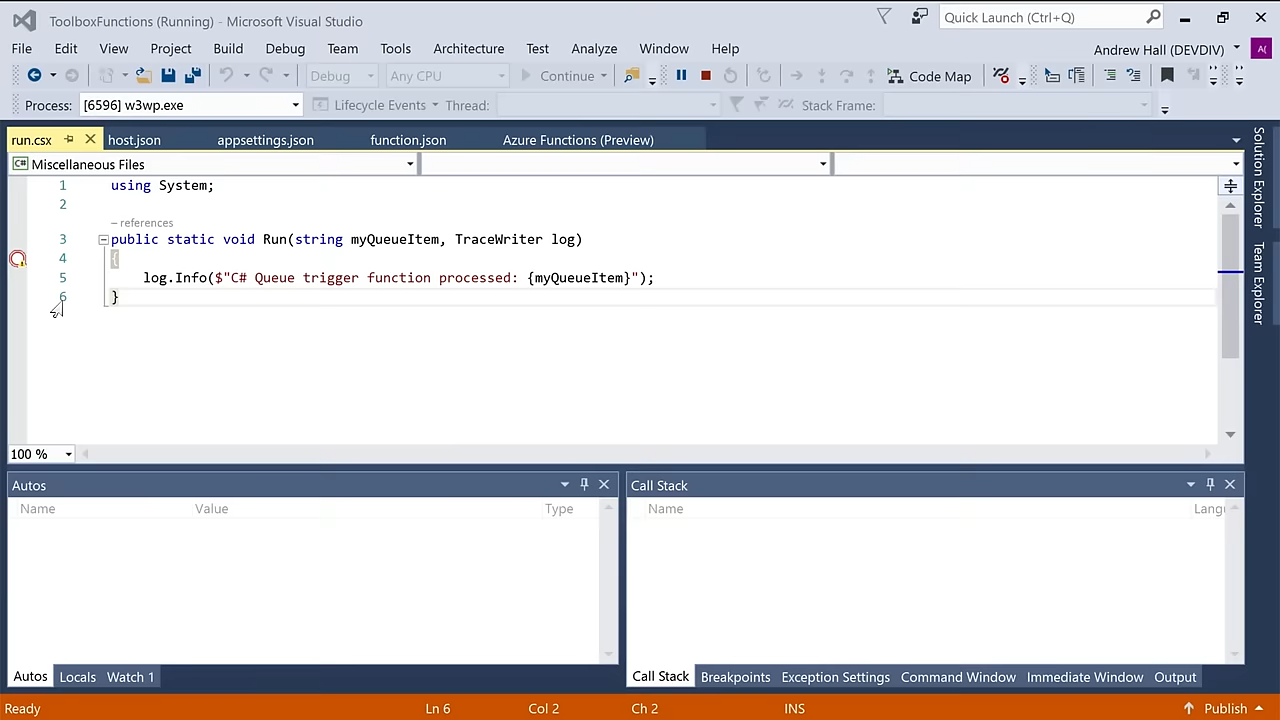 ToolboxFunctions (Running) - Microsoft Visual Studio
Quick Launch (Ctrl+Q)
File Edit View Project Build Debug Team Tools Architecture Test Analyze Window Help
Andrew Hall (DEVDIV)
A(
Debug Any CPU Continue Code Map
Process: [6596] w3wp.exe Lifecycle Events Thread: Stack Frame:
run.csx host.json appsettings.json function.json Azure Functions (Preview)
C# Miscellaneous Files
1 using System;
2
– references
3 public static void Run(string myQueueItem, TraceWriter log)
4 {
5 log.Info($"C# Queue trigger function processed: {myQueueItem}");
6 }
Solution Explorer
Team Explorer
100 %
Autos
Name Value Type
Call Stack
Name Langu
Autos Locals Watch 1
Call Stack Breakpoints Exception Settings Command Window Immediate Window Output
Ready Ln 6 Col 2 Ch 2 INS Publish